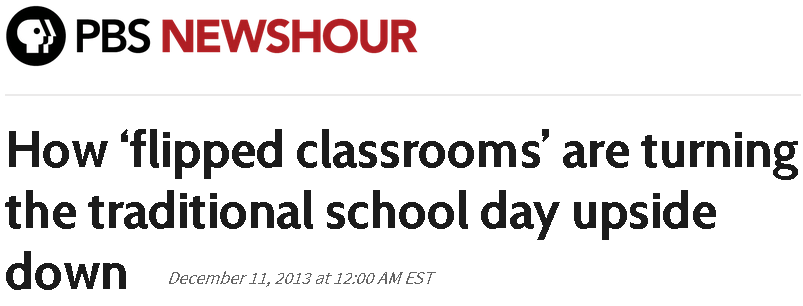 PBS NEWSHOUR
How ‘flipped classrooms’ are turning
the traditional school day upside
down December 11, 2013 at 12:00 AM EST